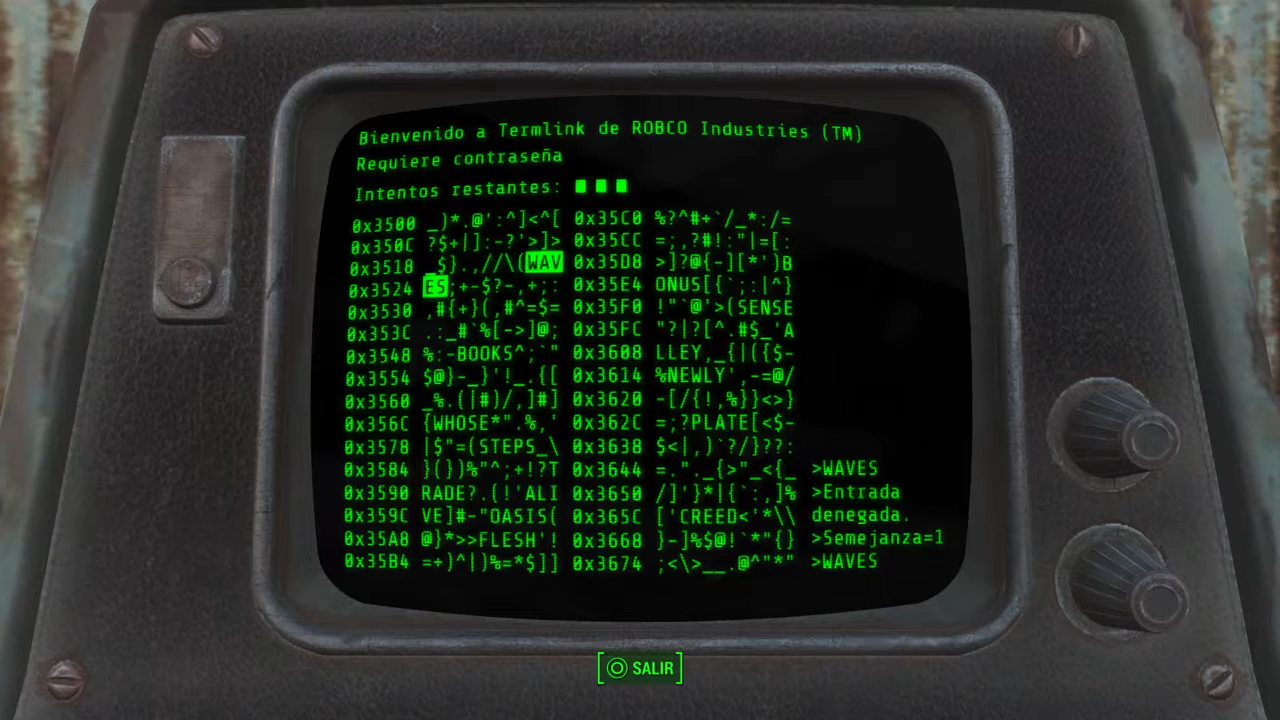 Bienvenido a Termlink de ROBCO Industries (TM)
Requiere contraseña
Intentos restantes: ■ ■ ■
0x3500 _)*.@':^]<^[ 0x35C0 %?^#+`/_*:/=
0x350C ?$+|]:-?'>]> 0x35CC =;,?#!:"|=[:
0x3518 _$}.,//\(WAV 0x35D8 >]?@{-][*')B
0x3524 ES;+-$?-,+;: 0x35E4 ONUS[{`;:|^}
0x3530 ,#{+}(,#^=$= 0x35F0 !"`@'>(SENSE
0x353C .:_#`%[->]@; 0x35FC "?|?[^.#$_'A
0x3548 %:-BOOKS^;`" 0x3608 LLEY,_{|({$-
0x3554 $@}-_}'!_.{[ 0x3614 %NEWLY',-=@/
0x3560 _%.(|#)/,]#] 0x3620 -[/{!,%}}<>}
0x356C {WHOSE*".%,' 0x362C =;?PLATE[<$-
0x3578 |$"=(STEPS_\ 0x3638 $<|,)`?/}??:
0x3584 }(})%"^;+!?T 0x3644 =."._{>"_<{_ >WAVES
0x3590 RADE?.(!'ALI 0x3650 /]'}*|{`:,]% >Entrada
0x359C VE]#-"OASIS( 0x365C ['CREED<'*\\ denegada.
0x35A8 @}*>>FLESH'! 0x3668 }-]%$@!`*"{} >Semejanza=1
0x35B4 =+)^|)%=*$]] 0x3674 ;<\>__.@^"*" >WAVES
SALIR